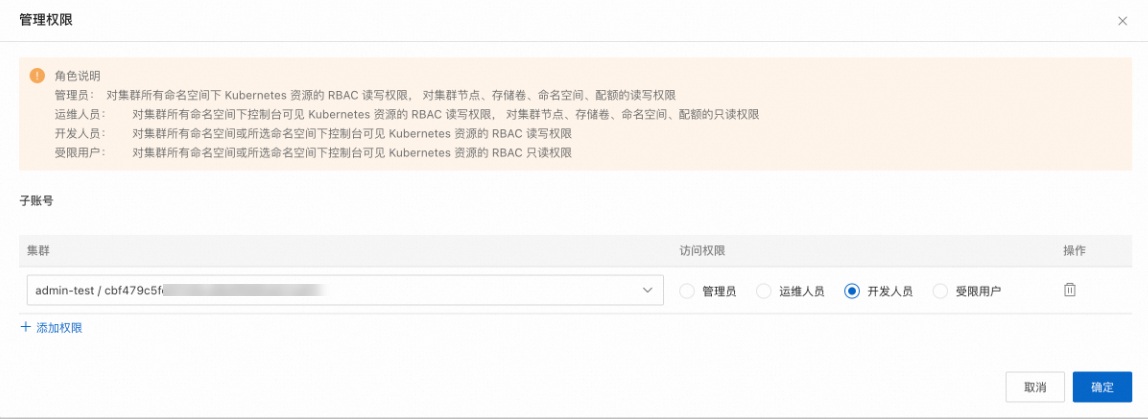 管理权限
角色说明
管理员： 对集群所有命名空间下 Kubernetes 资源的 RBAC 读写权限， 对集群节点、存储卷、命名空间、配额的读写权限
运维人员： 对集群所有命名空间下控制台可见 Kubernetes 资源的 RBAC 读写权限， 对集群节点、存储卷、命名空间、配额的只读权限
开发人员： 对集群所有命名空间或所选命名空间下控制台可见 Kubernetes 资源的 RBAC 读写权限
受限用户： 对集群所有命名空间或所选命名空间下控制台可见 Kubernetes 资源的 RBAC 只读权限
子账号
集群 访问权限 操作
admin-test / cbf479c5f 管理员 运维人员 开发人员 受限用户
+ 添加权限
取消 确定